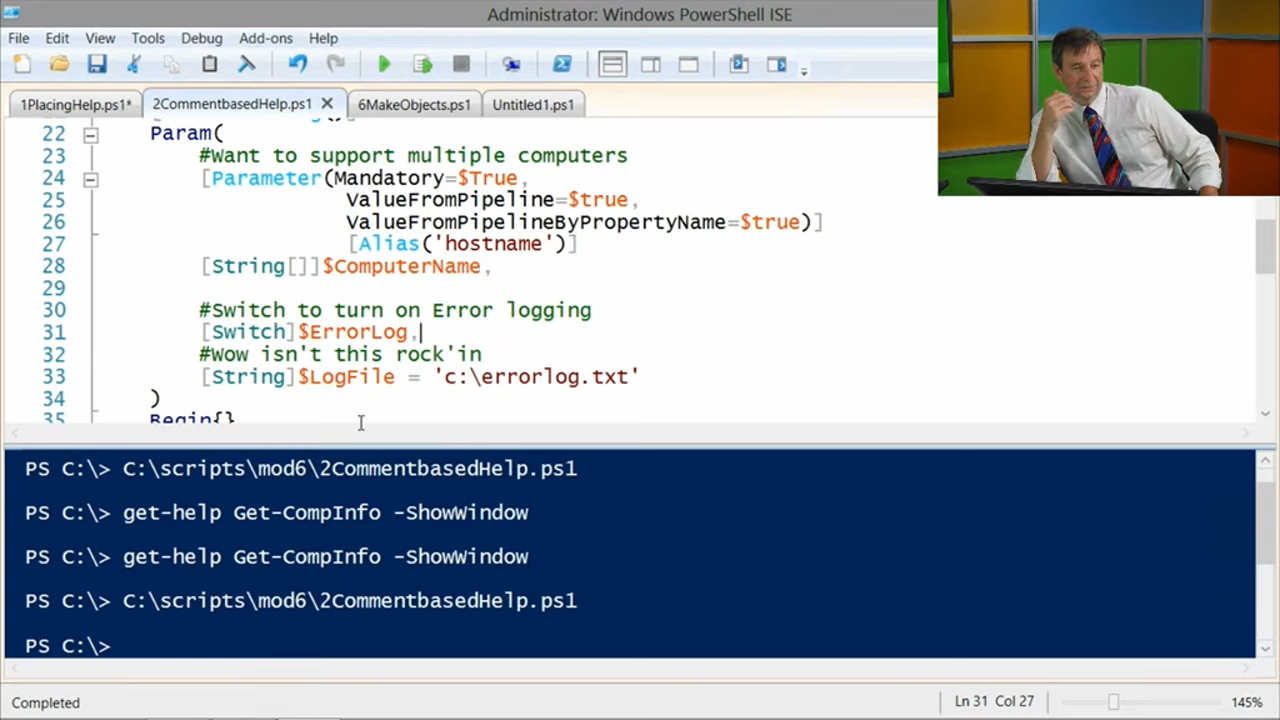 Administrator: Windows PowerShell ISE
File Edit View Tools Debug Add-ons Help
1PlacingHelp.ps1* 2CommentbasedHelp.ps1 6MakeObjects.ps1 Untitled1.ps1
22 Param(
23 #Want to support multiple computers
24 [Parameter(Mandatory=$True,
25 ValueFromPipeline=$true,
26 ValueFromPipelineByPropertyName=$true)]
27 [Alias('hostname')]
28 [String[]]$ComputerName,
29
30 #Switch to turn on Error logging
31 [Switch]$ErrorLog,
32 #Wow isn't this rock'in
33 [String]$LogFile = 'c:\errorlog.txt'
34 )
35 Begin{}
PS C:\> C:\scripts\mod6\2CommentbasedHelp.ps1
PS C:\> get-help Get-CompInfo -ShowWindow
PS C:\> get-help Get-CompInfo -ShowWindow
PS C:\> C:\scripts\mod6\2CommentbasedHelp.ps1
PS C:\>
Completed Ln 31 Col 27 145%